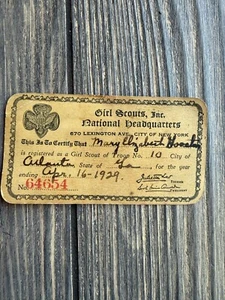 Girl Scouts, Inc.
National Headquarters
670 LEXINGTON AVE., CITY OF NEW YORK
This Is To Certify That Mary Elizabeth
is registered as a Girl Scout of Troop No. 10 City of
Atlanta State of Ga for the year
ending Apr. 16-1929.
No. 64654